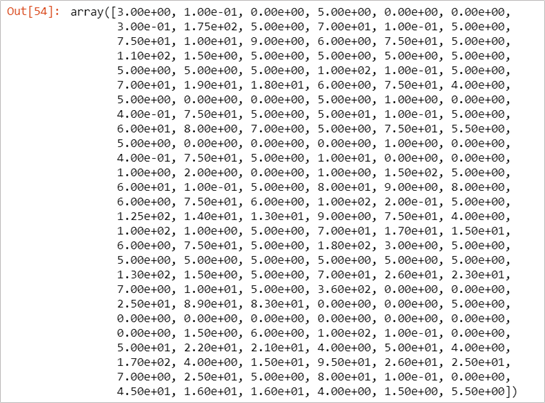 Out[54]: array([3.00e+00, 1.00e-01, 0.00e+00, 5.00e+00, 0.00e+00, 0.00e+00,
3.00e-01, 1.75e+02, 5.00e+00, 7.00e+01, 1.00e-01, 5.00e+00,
7.50e+01, 1.00e+01, 9.00e+00, 6.00e+00, 7.50e+01, 5.00e+00,
1.10e+02, 1.50e+00, 5.00e+00, 5.00e+00, 5.00e+00, 5.00e+00,
5.00e+00, 5.00e+00, 5.00e+00, 1.00e+02, 1.00e-01, 5.00e+00,
7.00e+01, 1.90e+01, 1.80e+01, 6.00e+00, 7.50e+01, 4.00e+00,
5.00e+00, 0.00e+00, 0.00e+00, 5.00e+00, 1.00e+00, 0.00e+00,
4.00e-01, 7.50e+01, 5.00e+00, 5.00e+01, 1.00e-01, 5.00e+00,
6.00e+01, 8.00e+00, 7.00e+00, 5.00e+00, 7.50e+01, 5.50e+00,
5.00e+00, 0.00e+00, 0.00e+00, 0.00e+00, 1.00e+00, 0.00e+00,
4.00e-01, 7.50e+01, 5.00e+00, 1.00e+01, 0.00e+00, 0.00e+00,
1.00e+00, 2.00e+00, 0.00e+00, 1.00e+00, 1.50e+02, 5.00e+00,
6.00e+01, 1.00e-01, 5.00e+00, 8.00e+01, 9.00e+00, 8.00e+00,
6.00e+00, 7.50e+01, 6.00e+00, 1.00e+02, 2.00e-01, 5.00e+00,
1.25e+02, 1.40e+01, 1.30e+01, 9.00e+00, 7.50e+01, 4.00e+00,
1.00e+02, 1.00e+00, 5.00e+00, 7.00e+01, 1.70e+01, 1.50e+01,
6.00e+00, 7.50e+01, 5.00e+00, 1.80e+02, 3.00e+00, 5.00e+00,
5.00e+00, 5.00e+00, 5.00e+00, 5.00e+00, 5.00e+00, 5.00e+00,
1.30e+02, 1.50e+00, 5.00e+00, 7.00e+01, 2.60e+01, 2.30e+01,
7.00e+00, 1.00e+01, 5.00e+00, 3.60e+02, 0.00e+00, 0.00e+00,
2.50e+01, 8.90e+01, 8.30e+01, 0.00e+00, 0.00e+00, 5.00e+00,
0.00e+00, 0.00e+00, 0.00e+00, 0.00e+00, 0.00e+00, 0.00e+00,
0.00e+00, 1.50e+00, 6.00e+00, 1.00e+02, 1.00e-01, 0.00e+00,
5.00e+01, 2.20e+01, 2.10e+01, 4.00e+00, 5.00e+01, 4.00e+00,
1.70e+02, 4.00e+00, 1.50e+01, 9.50e+01, 2.60e+01, 2.50e+01,
7.00e+00, 2.50e+01, 5.00e+00, 8.00e+01, 1.00e-01, 0.00e+00,
4.50e+01, 1.60e+01, 1.60e+01, 4.00e+00, 1.50e+00, 5.50e+00])